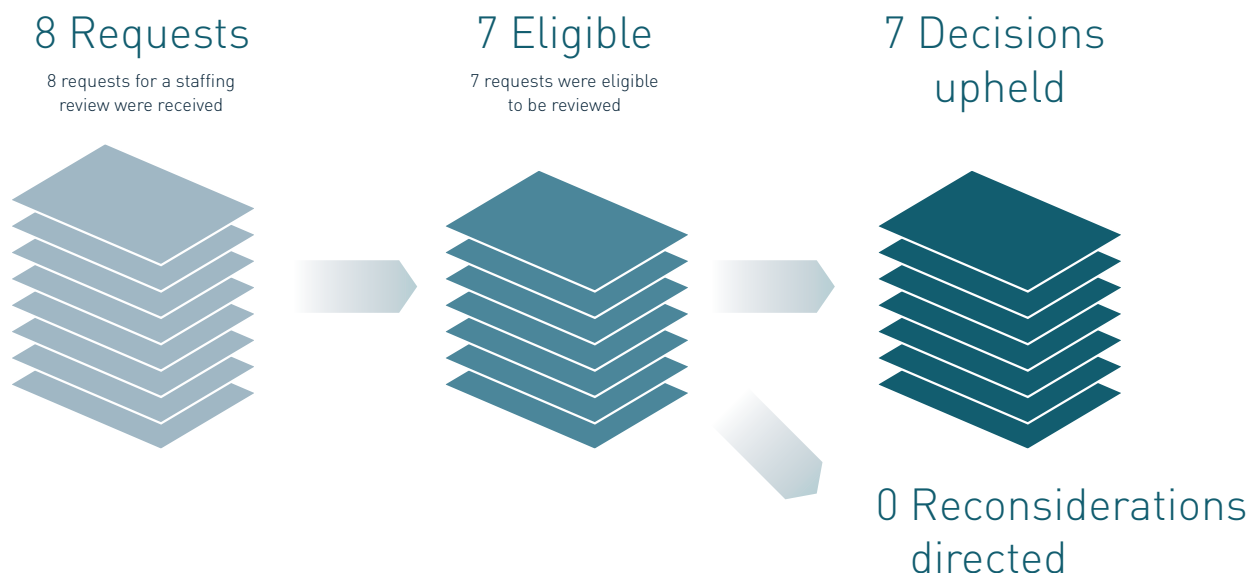 8 Requests
8 requests for a staffing
review were received
7 Eligible
7 requests were eligible
to be reviewed
7 Decisions
upheld
0 Reconsiderations
directed